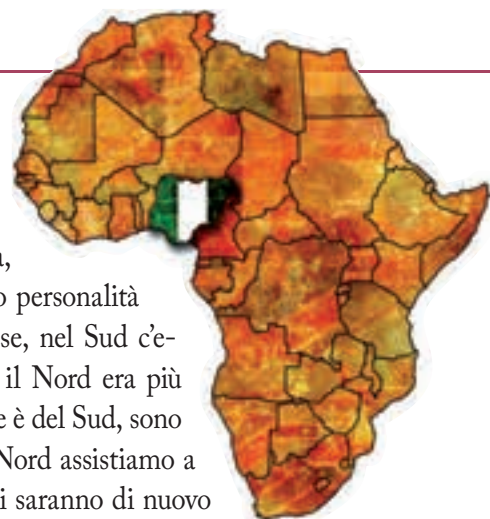 a,
o personalità
se, nel Sud c'e-
il Nord era più
e è del Sud, sono
Nord assistiamo a
i saranno di nuovo